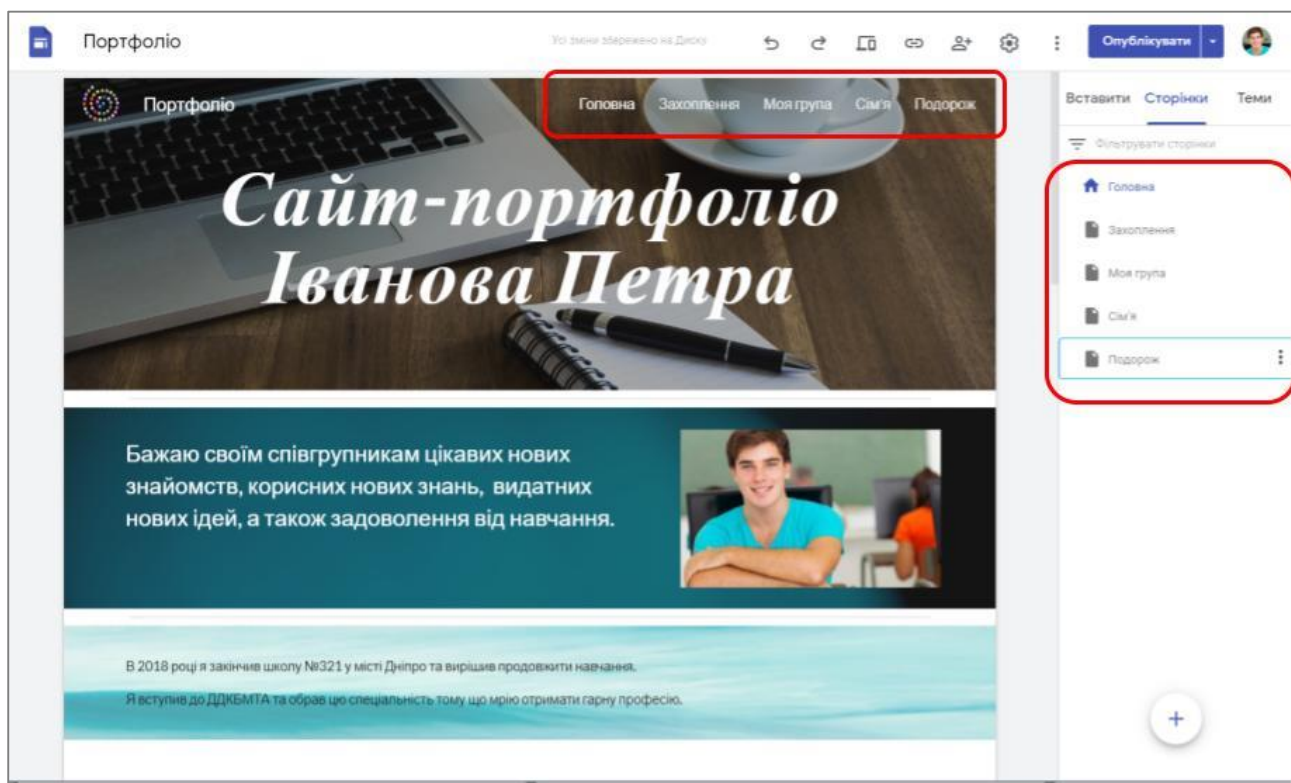 Портфоліо
Усі зміни збережено на Диску
Опублікувати
Портфоліо
Головна Захоплення Моя група Сім'я Подорож
Сайт-портфоліо
Іванова Петра
Бажаю своїм співгрупникам цікавих нових
знайомств, корисних нових знань, видатних
нових ідей, а також задоволення від навчання.
В 2018 році я закінчив школу №321 у місті Дніпро та вирішив продовжити навчання.
Я вступив до ДДКБМТА та обрав цю спеціальність тому що мрію отримати гарну професію.
Вставити Сторінки Теми
Фільтрувати сторінки
Головна
Захоплення
Моя група
Сім'я
Подорож